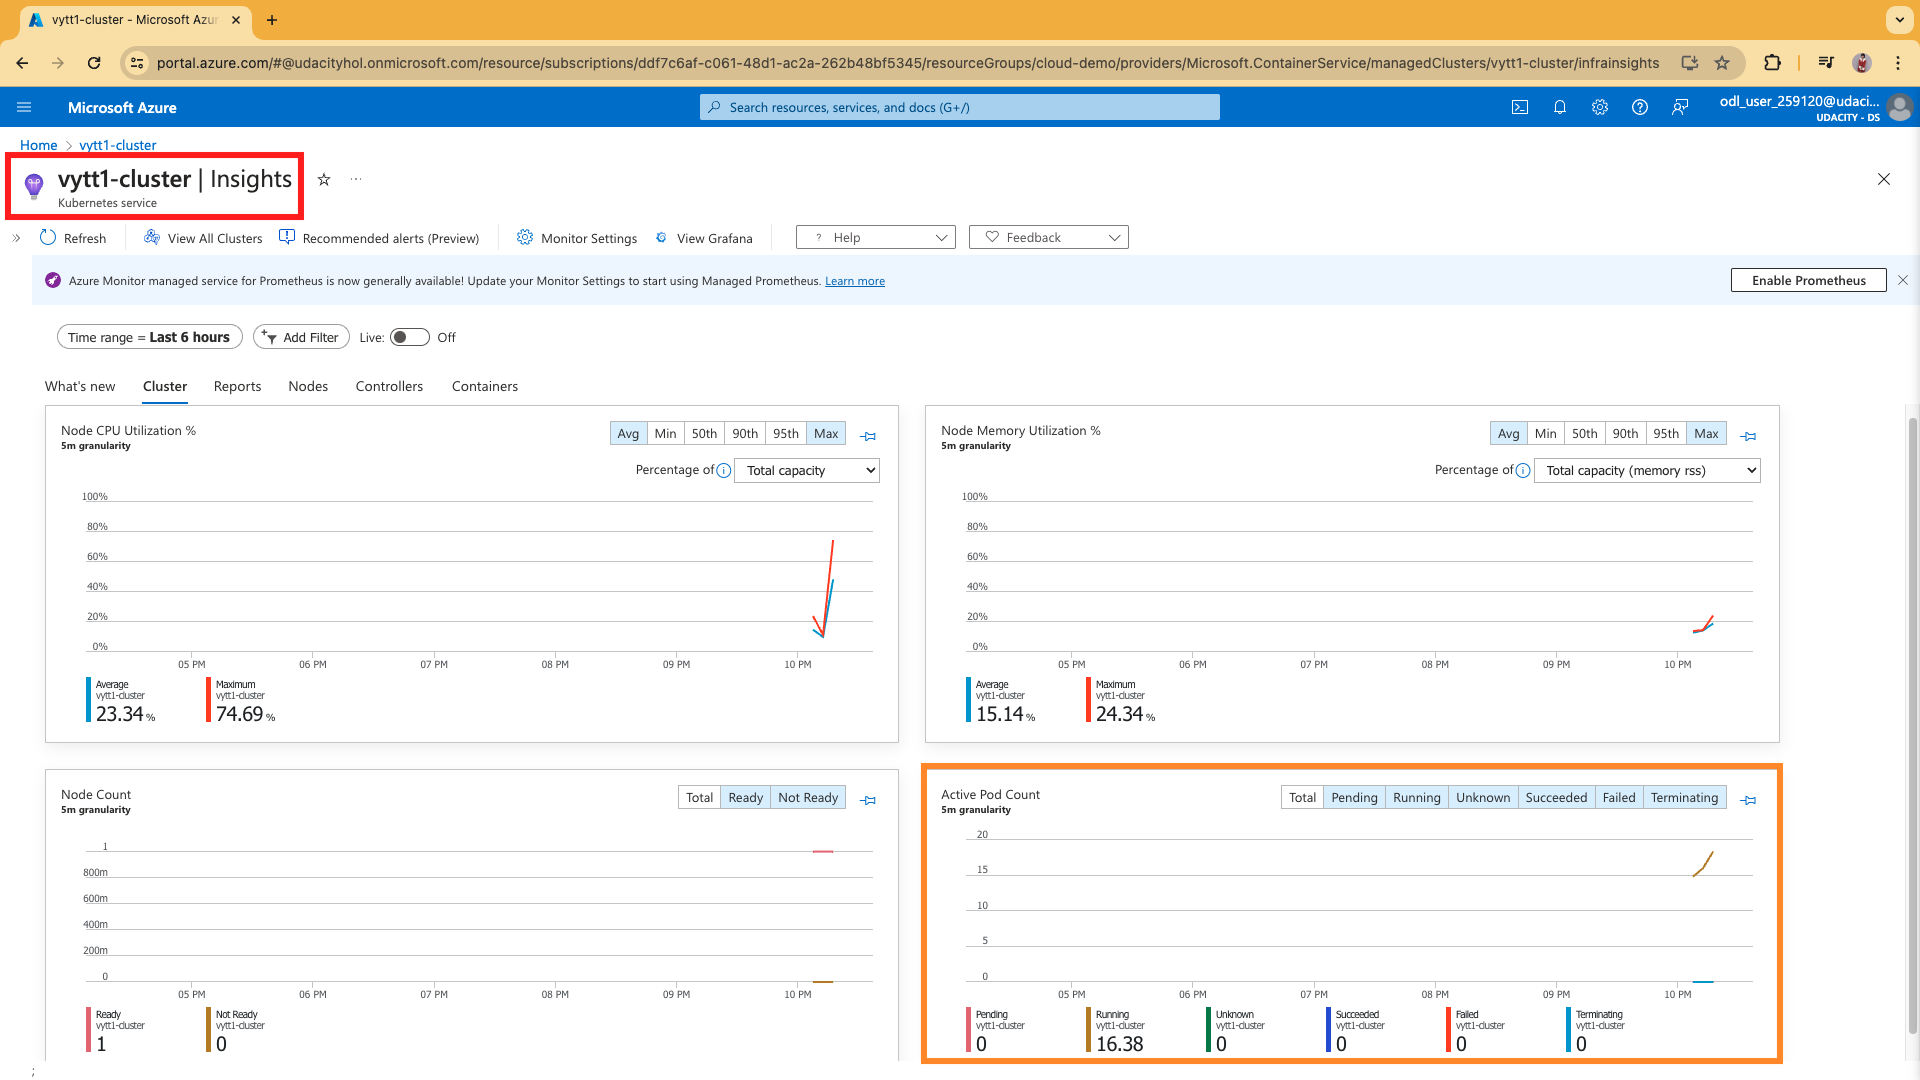 vytt1-cluster - Microsoft Azur
portal.azure.com/#@udacityhol.onmicrosoft.com/resource/subscriptions/ddf7c6af-c061-48d1-ac2a-262b48bf5345/resourceGroups/cloud-demo/providers/Microsoft.ContainerService/managedClusters/vytt1-cluster/infrainsights
Microsoft Azure
Search resources, services, and docs (G+/)
odl_user_259120@udaci...
UDACITY - DS
Home > vytt1-cluster
vytt1-cluster | Insights
Kubernetes service
Refresh View All Clusters Recommended alerts (Preview) Monitor Settings View Grafana ? Help Feedback
Azure Monitor managed service for Prometheus is now generally available! Update your Monitor Settings to start using Managed Prometheus. Learn more
Enable Prometheus
Time range = Last 6 hours Add Filter Live: Off
What's new Cluster Reports Nodes Controllers Containers
Node CPU Utilization %
5m granularity
Avg Min 50th 90th 95th Max
Percentage of Total capacity
100%
80%
60%
40%
20%
0%
05 PM 06 PM 07 PM 08 PM 09 PM 10 PM
Average Maximum
vytt1-cluster vytt1-cluster
23.34 % 74.69 %
Node Memory Utilization %
5m granularity
Avg Min 50th 90th 95th Max
Percentage of Total capacity (memory rss)
100%
80%
60%
40%
20%
0%
05 PM 06 PM 07 PM 08 PM 09 PM 10 PM
Average Maximum
vytt1-cluster vytt1-cluster
15.14 % 24.34 %
Node Count
5m granularity
Total Ready Not Ready
1
800m
600m
400m
200m
0
05 PM 06 PM 07 PM 08 PM 09 PM 10 PM
Ready Not Ready
vytt1-cluster vytt1-cluster
1 0
Active Pod Count
5m granularity
Total Pending Running Unknown Succeeded Failed Terminating
20
15
10
5
0
05 PM 06 PM 07 PM 08 PM 09 PM 10 PM
Pending Running Unknown Succeeded Failed Terminating
vytt1-cluster vytt1-cluster vytt1-cluster vytt1-cluster vytt1-cluster vytt1-cluster
0 16.38 0 0 0 0
;